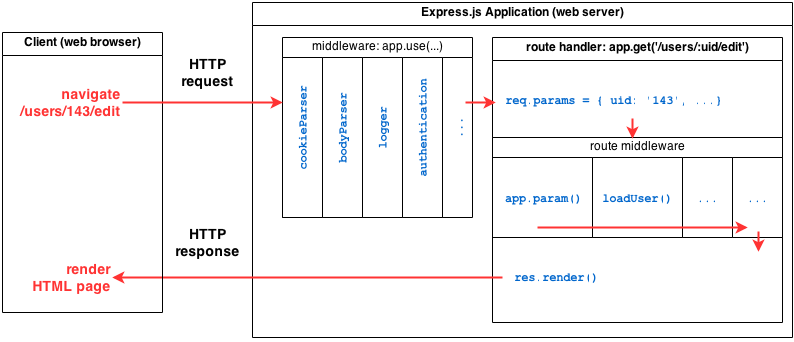 Express.js Application (web server)
Client (web browser)
middleware: app.use(...)
route handler: app.get('/users/:uid/edit')
HTTP
request
navigate
/users/143/edit
cookieParser
bodyParser
logger
authentication
...
req.params = { uid: '143', ...}
route middleware
app.param()
loadUser()
...
...
HTTP
response
render
HTML page
res.render()